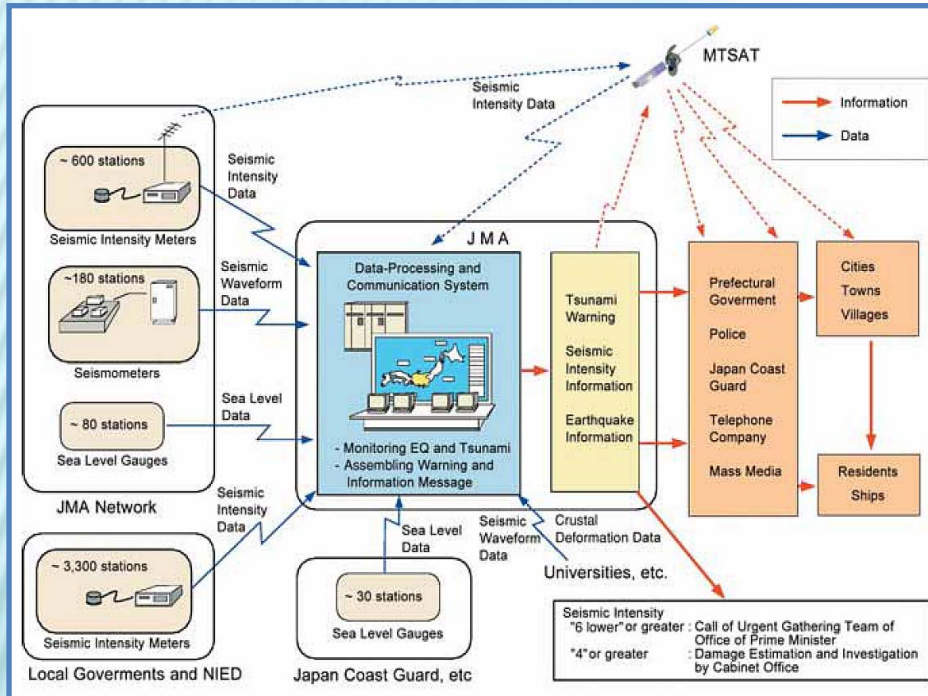 MTSAT
Seismic
Intensity Data
Information
Data
~ 600 stations
Seismic Intensity Meters
Seismic
Intensity
Data
~180 stations
Seismometers
Seismic
Waveform
Data
~ 80 stations
Sea Level Gauges
Sea Level
Data
JMA Network
Seismic
Intensity
Data
~ 3,300 stations
Seismic Intensity Meters
Local Goverments and NIED
JMA
Data-Processing and
Communication System
- Monitoring EQ and Tsunami
- Assembling Warning and
Information Message
Tsunami
Warning
Seismic
Intensity
Information
Earthquake
Information
Prefectural
Goverment
Police
Japan Coast
Guard
Telephone
Company
Mass Media
Cities
Towns
Villages
Residents
Ships
Sea Level
Data
~ 30 stations
Sea Level Gauges
Japan Coast Guard, etc
Seismic
Waveform
Data
Crustal
Deformation Data
Universities, etc.
Seismic Intensity
"6 lower" or greater : Call of Urgent Gathering Team of
Office of Prime Minister
"4" or greater : Damage Estimation and Investigation
by Cabinet Office